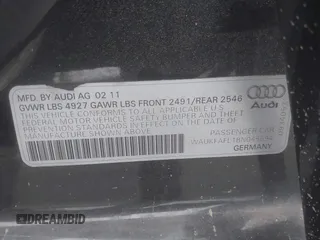 MFD. BY AUDI AG 02 11
GVWR LBS 4927 GAWR LBS FRONT 2491/REAR 2546
THIS VEHICLE CONFORMS TO ALL APPLICABLE U.S.
FEDERAL MOTOR VEHICLE SAFETY, BUMPER AND THEFT
PREVENTION STANDARDS IN EFFECT ON THE DATE OF
MANUFACTURE SHOWN ABOVE.
Audi
PASSENGER CAR
DREAMBID